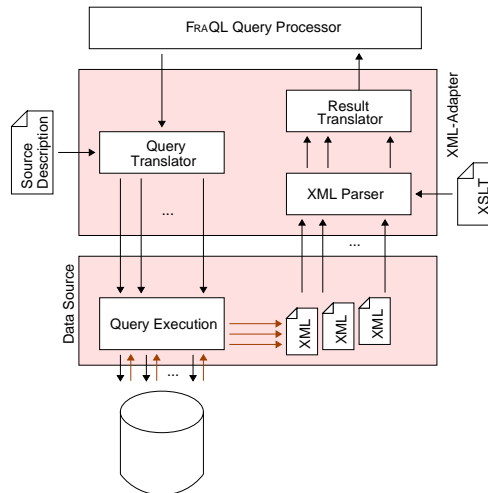 FRAQL Query Processor
XML-Adapter
Result
Translator
Query
Translator
Source
Description
XML Parser
XSLT
...
...
Data Source
Query Execution
XML
XML
XML
...